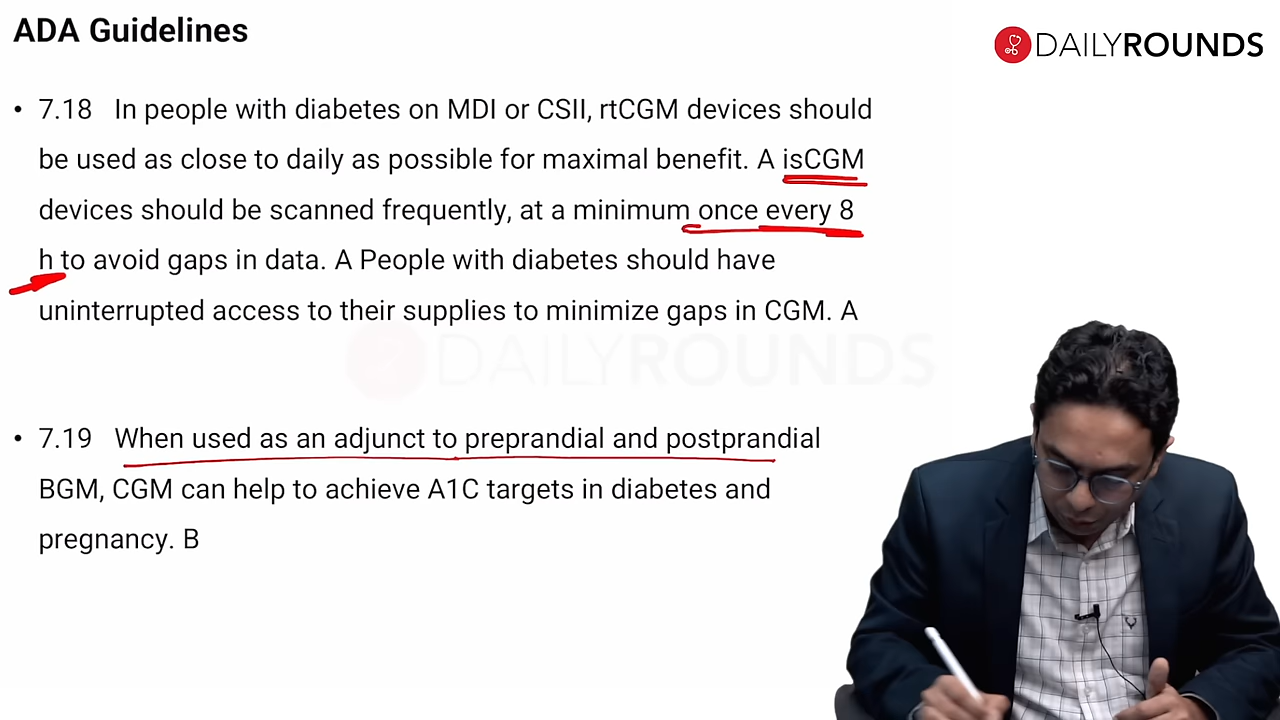 ADA Guidelines
DAILYROUNDS
• 7.18 In people with diabetes on MDI or CSII, rtCGM devices should
be used as close to daily as possible for maximal benefit. A isCGM
devices should be scanned frequently, at a minimum once every 8
h to avoid gaps in data. A People with diabetes should have
uninterrupted access to their supplies to minimize gaps in CGM. A
DAILYROUNDS
• 7.19 When used as an adjunct to preprandial and postprandial
BGM, CGM can help to achieve A1C targets in diabetes and
pregnancy. B